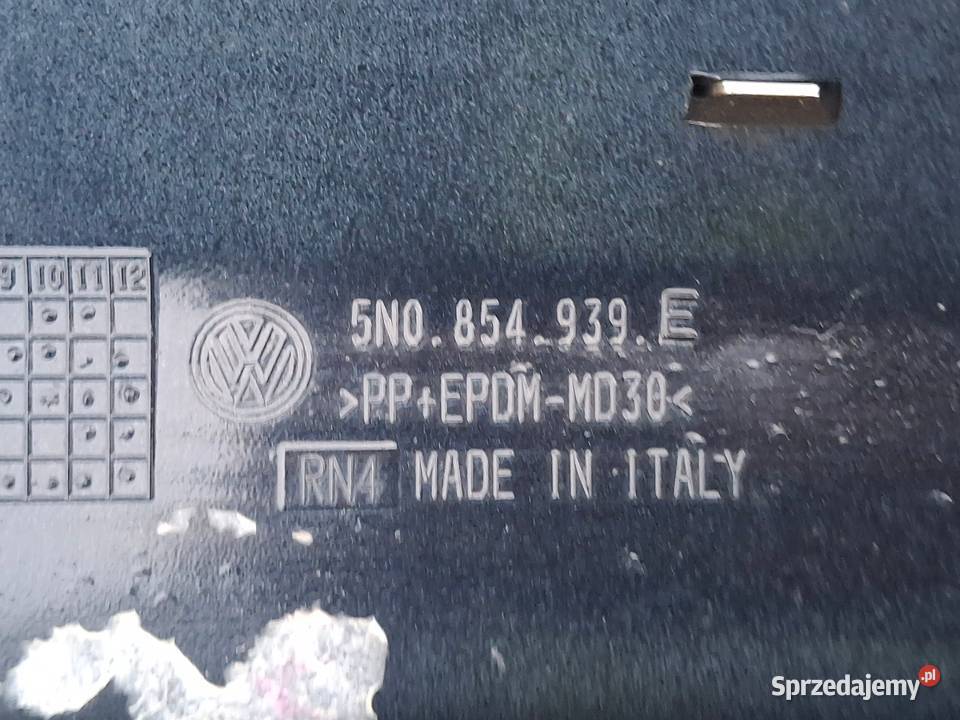 9 10 11 12
5N0.854.939.E
>PP+EPDM-MD30<
RN4 MADE IN ITALY
Sprzedajemy.pl